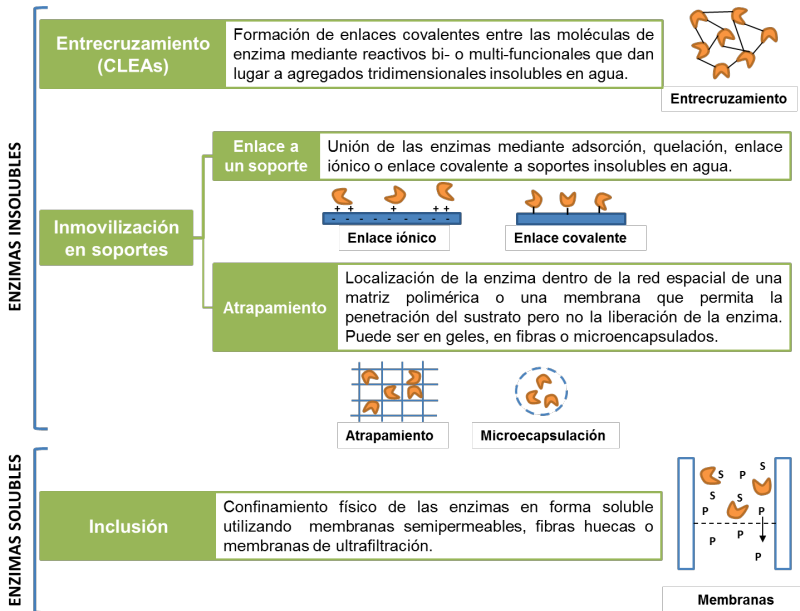 ENZIMAS INSOLUBLES
Entrecruzamiento
(CLEAs)
Formación de enlaces covalentes entre las moléculas de
enzima mediante reactivos bi- o multi-funcionales que dan
lugar a agregados tridimensionales insolubles en agua.
Entrecruzamiento
Inmovilización
en soportes
Enlace a
un soporte
Unión de las enzimas mediante adsorción, quelación, enlace
iónico o enlace covalente a soportes insolubles en agua.
+ + + + +
- - - - - - - -
Enlace iónico
Enlace covalente
Atrapamiento
Localización de la enzima dentro de la red espacial de una
matriz polimérica o una membrana que permita la
penetración del sustrato pero no la liberación de la enzima.
Puede ser en geles, en fibras o microencapsulados.
Atrapamiento
Microecapsulación
ENZIMAS SOLUBLES
Inclusión
Confinamiento físico de las enzimas en forma soluble
utilizando membranas semipermeables, fibras huecas o
membranas de ultrafiltración.
S
S P
S S
P P
P P
P
Membranas